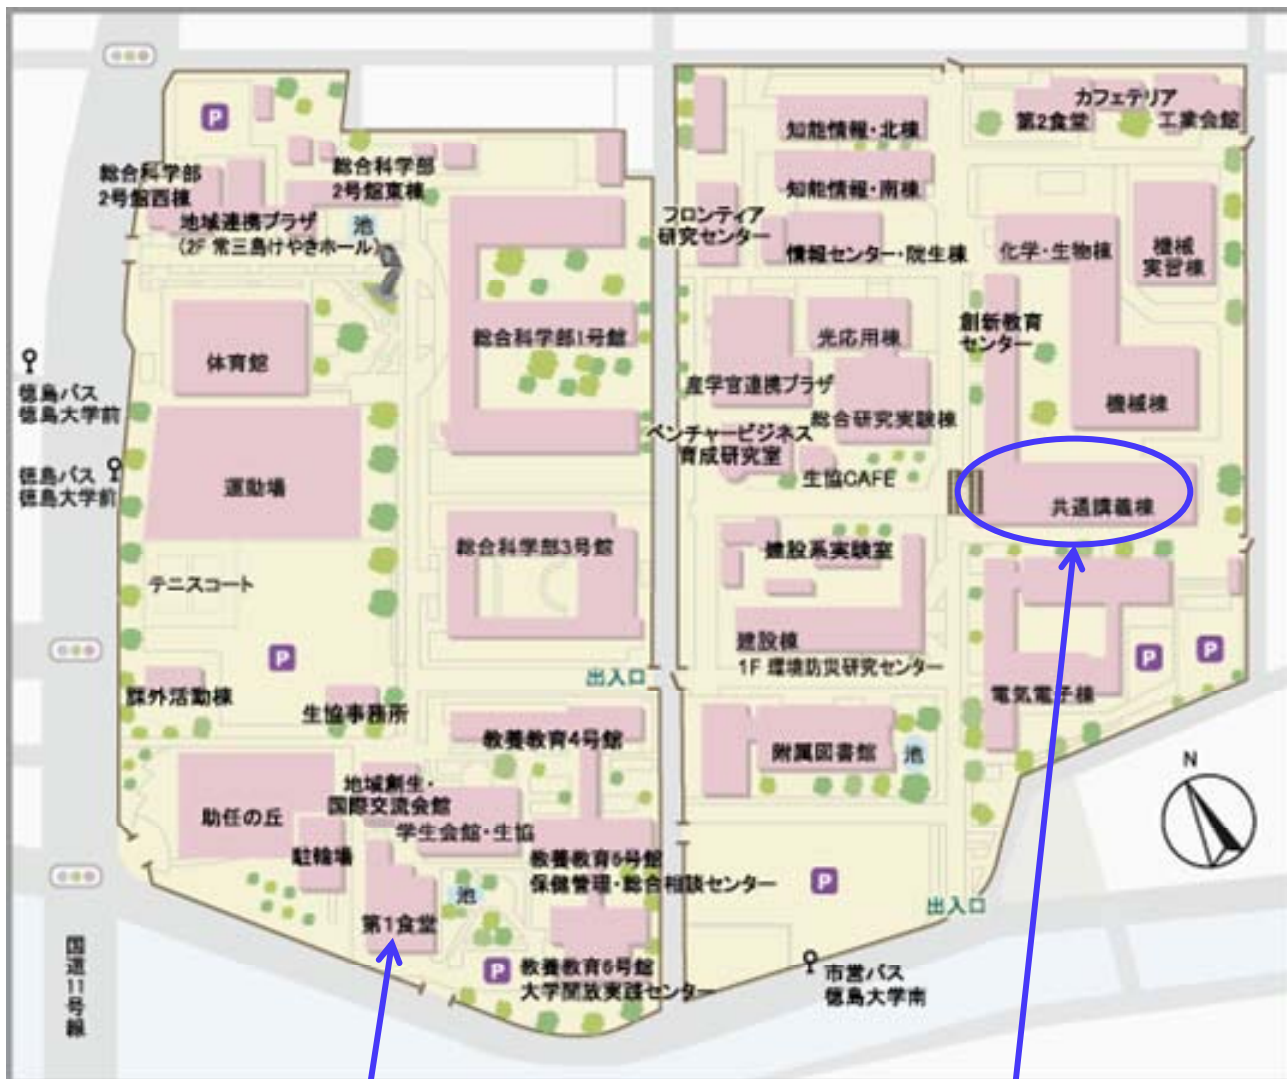 P
カフェテリア
第2食堂
工業会館
知能情報・北棟
総合科学部
2号館西棟
総合科学部
2号館東棟
知能情報・南棟
地域連携プラザ
(2F 常三島けやきホール)
池
フロンティア
研究センター
情報センター・院生棟
化学・生物棟
機械
実習棟
総合科学部1号館
光応用棟
創新教育
センター
体育館
徳島バス
徳島大学前
産学官連携プラザ
総合研究実験棟
機械棟
ベンチャービジネス
育成研究室
徳島バス
徳島大学前
運動場
生協CAFE
共通講義棟
総合科学部3号館
建設系実験室
テニスコート
建設棟
1F 環境防災研究センター
P
P
P
出入口
課外活動棟
生協事務所
電気電子棟
教養教育4号館
附属図書館
池
N
地域創生・
国際交流会館
助任の丘
学生会館・生協
駐輪場
教養教育5号館
保健管理・総合相談センター
P
池
第1食堂
出入口
国道11号線
P
教養教育6号館
大学開放実践センター
市営バス
徳島大学南